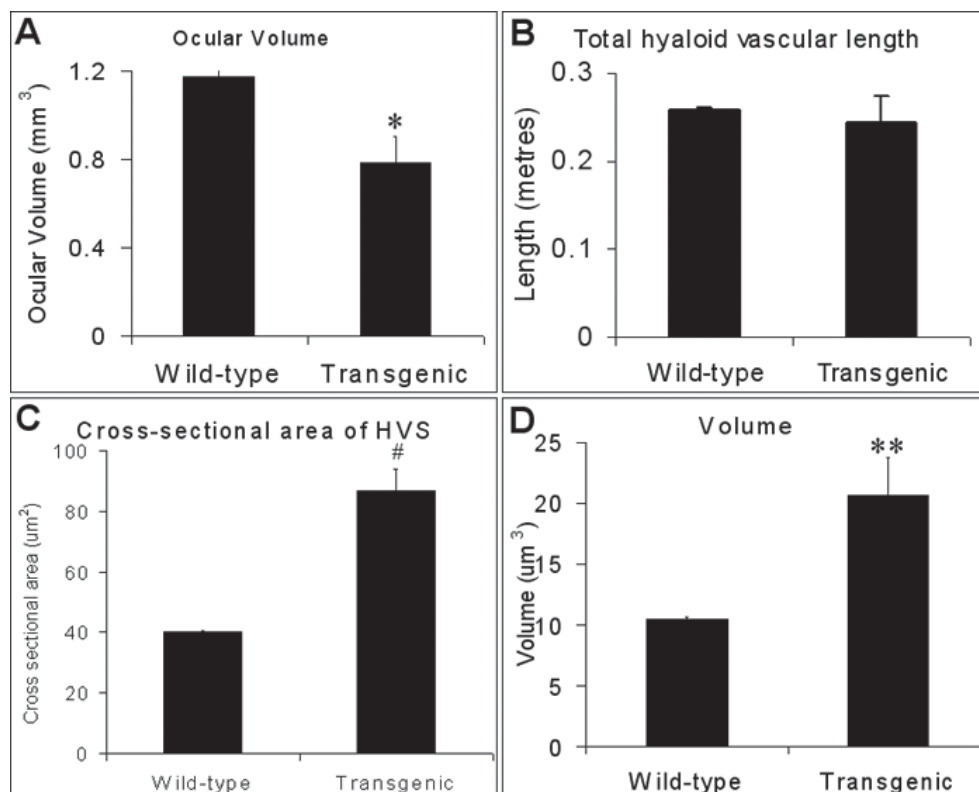 A
Ocular Volume
Ocular Volume (mm³)
1.2
0.8
0.4
0
*
Wild-type Transgenic
B
Total hyaloid vascular length
Length (metres)
0.3
0.2
0.1
0
Wild-type Transgenic
C
Cross-sectional area of HVS
Cross sectional area (um²)
100
80
60
40
20
0
#
Wild-type Transgenic
D
Volume
Volume (um³)
25
20
15
10
5
0
**
Wild-type Transgenic